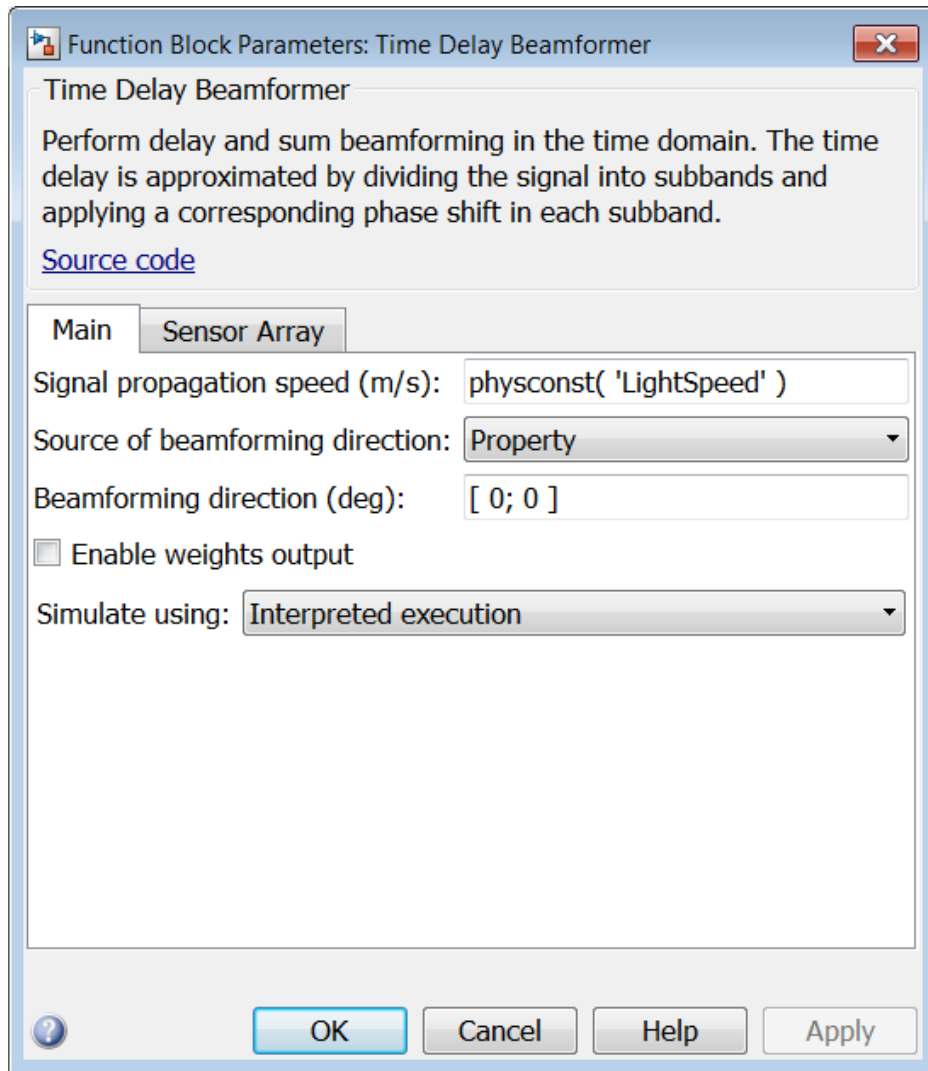 Function Block Parameters: Time Delay Beamformer
Time Delay Beamformer
Perform delay and sum beamforming in the time domain. The time
delay is approximated by dividing the signal into subbands and
applying a corresponding phase shift in each subband.
Source code
Main Sensor Array
Signal propagation speed (m/s): physconst( 'LightSpeed' )
Source of beamforming direction: Property
Beamforming direction (deg): [ 0; 0 ]
Enable weights output
Simulate using: Interpreted execution
? OK Cancel Help Apply